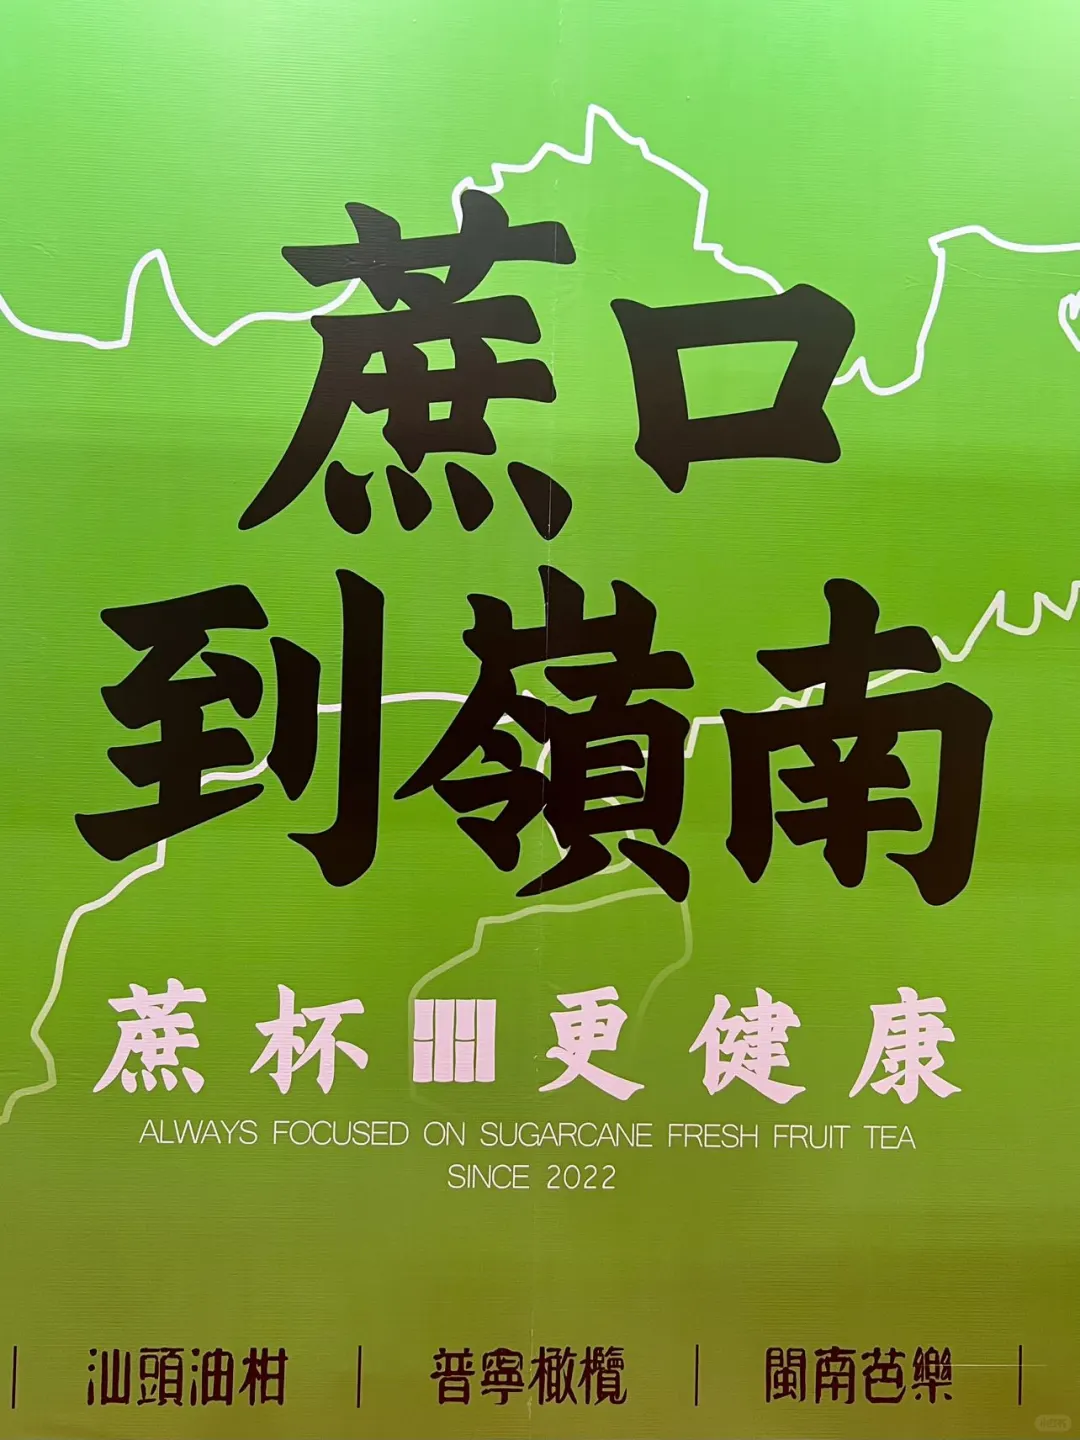 蔗口
到嶺南
蔗杯更健康
ALWAYS FOCUSED ON SUGARCANE FRESH FRUIT TEA
SINCE 2022
汕頭油柑 | 普寧橄欖 | 閩南芭樂